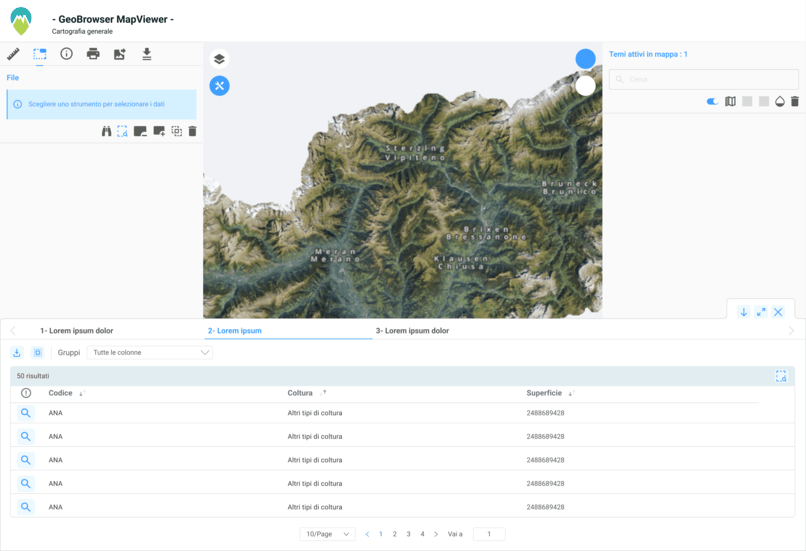 - GeoBrowser MapViewer -
Cartografia generale
File
Scegliere uno strumento per selezionare i dati
Sterzing
Vipiteno
Bruneck
Brunico
Brixen
Bressanone
Meran
Merano
Klausen
Chiusa
Temi attivi in mappa : 1
Cerca
1- Lorem ipsum dolor
2- Lorem ipsum
3- Lorem ipsum dolor
Gruppi
Tutte le colonne
50 risultati
Codice Coltura Superficie
ANA Altri tipi di coltura 2488689428
ANA Altri tipi di coltura 2488689428
ANA Altri tipi di coltura 2488689428
ANA Altri tipi di coltura 2488689428
ANA Altri tipi di coltura 2488689428
10/Page 1 2 3 4 Vai a 1